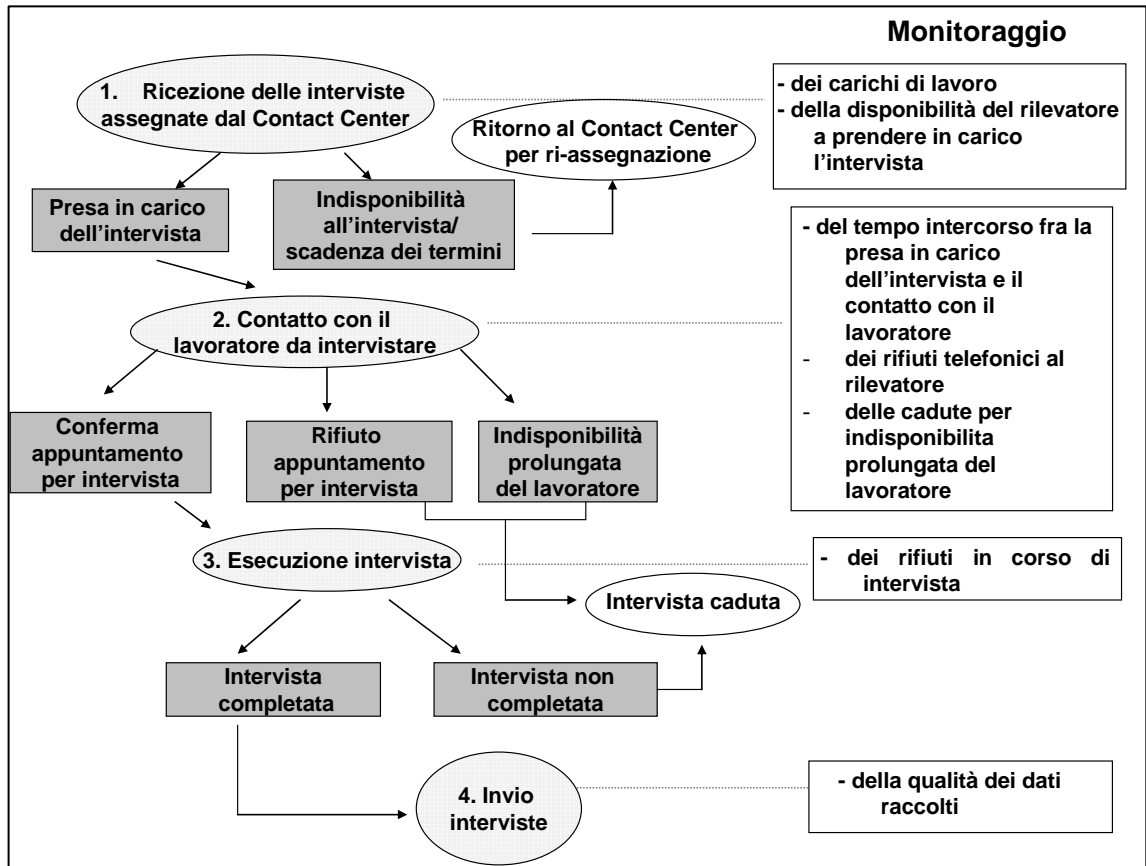 Monitoraggio
1. Ricezione delle interviste
assegnate dal Contact Center
- dei carichi di lavoro
- della disponibilità del rilevatore
a prendere in carico
l'intervista
Ritorno al Contact Center
per ri-assegnazione
Presa in carico
dell'intervista
Indisponibilità
all'intervista/
scadenza dei termini
- del tempo intercorso fra la
presa in carico
dell'intervista e il
contatto con il
lavoratore
- dei rifiuti telefonici al
rilevatore
- delle cadute per
indisponibilita
prolungata del
lavoratore
2. Contatto con il
lavoratore da intervistare
Conferma
appuntamento
per intervista
Rifiuto
appuntamento
per intervista
Indisponibilità
prolungata
del lavoratore
3. Esecuzione intervista
- dei rifiuti in corso di
intervista
Intervista caduta
Intervista
completata
Intervista non
completata
4. Invio
interviste
- della qualità dei dati
raccolti